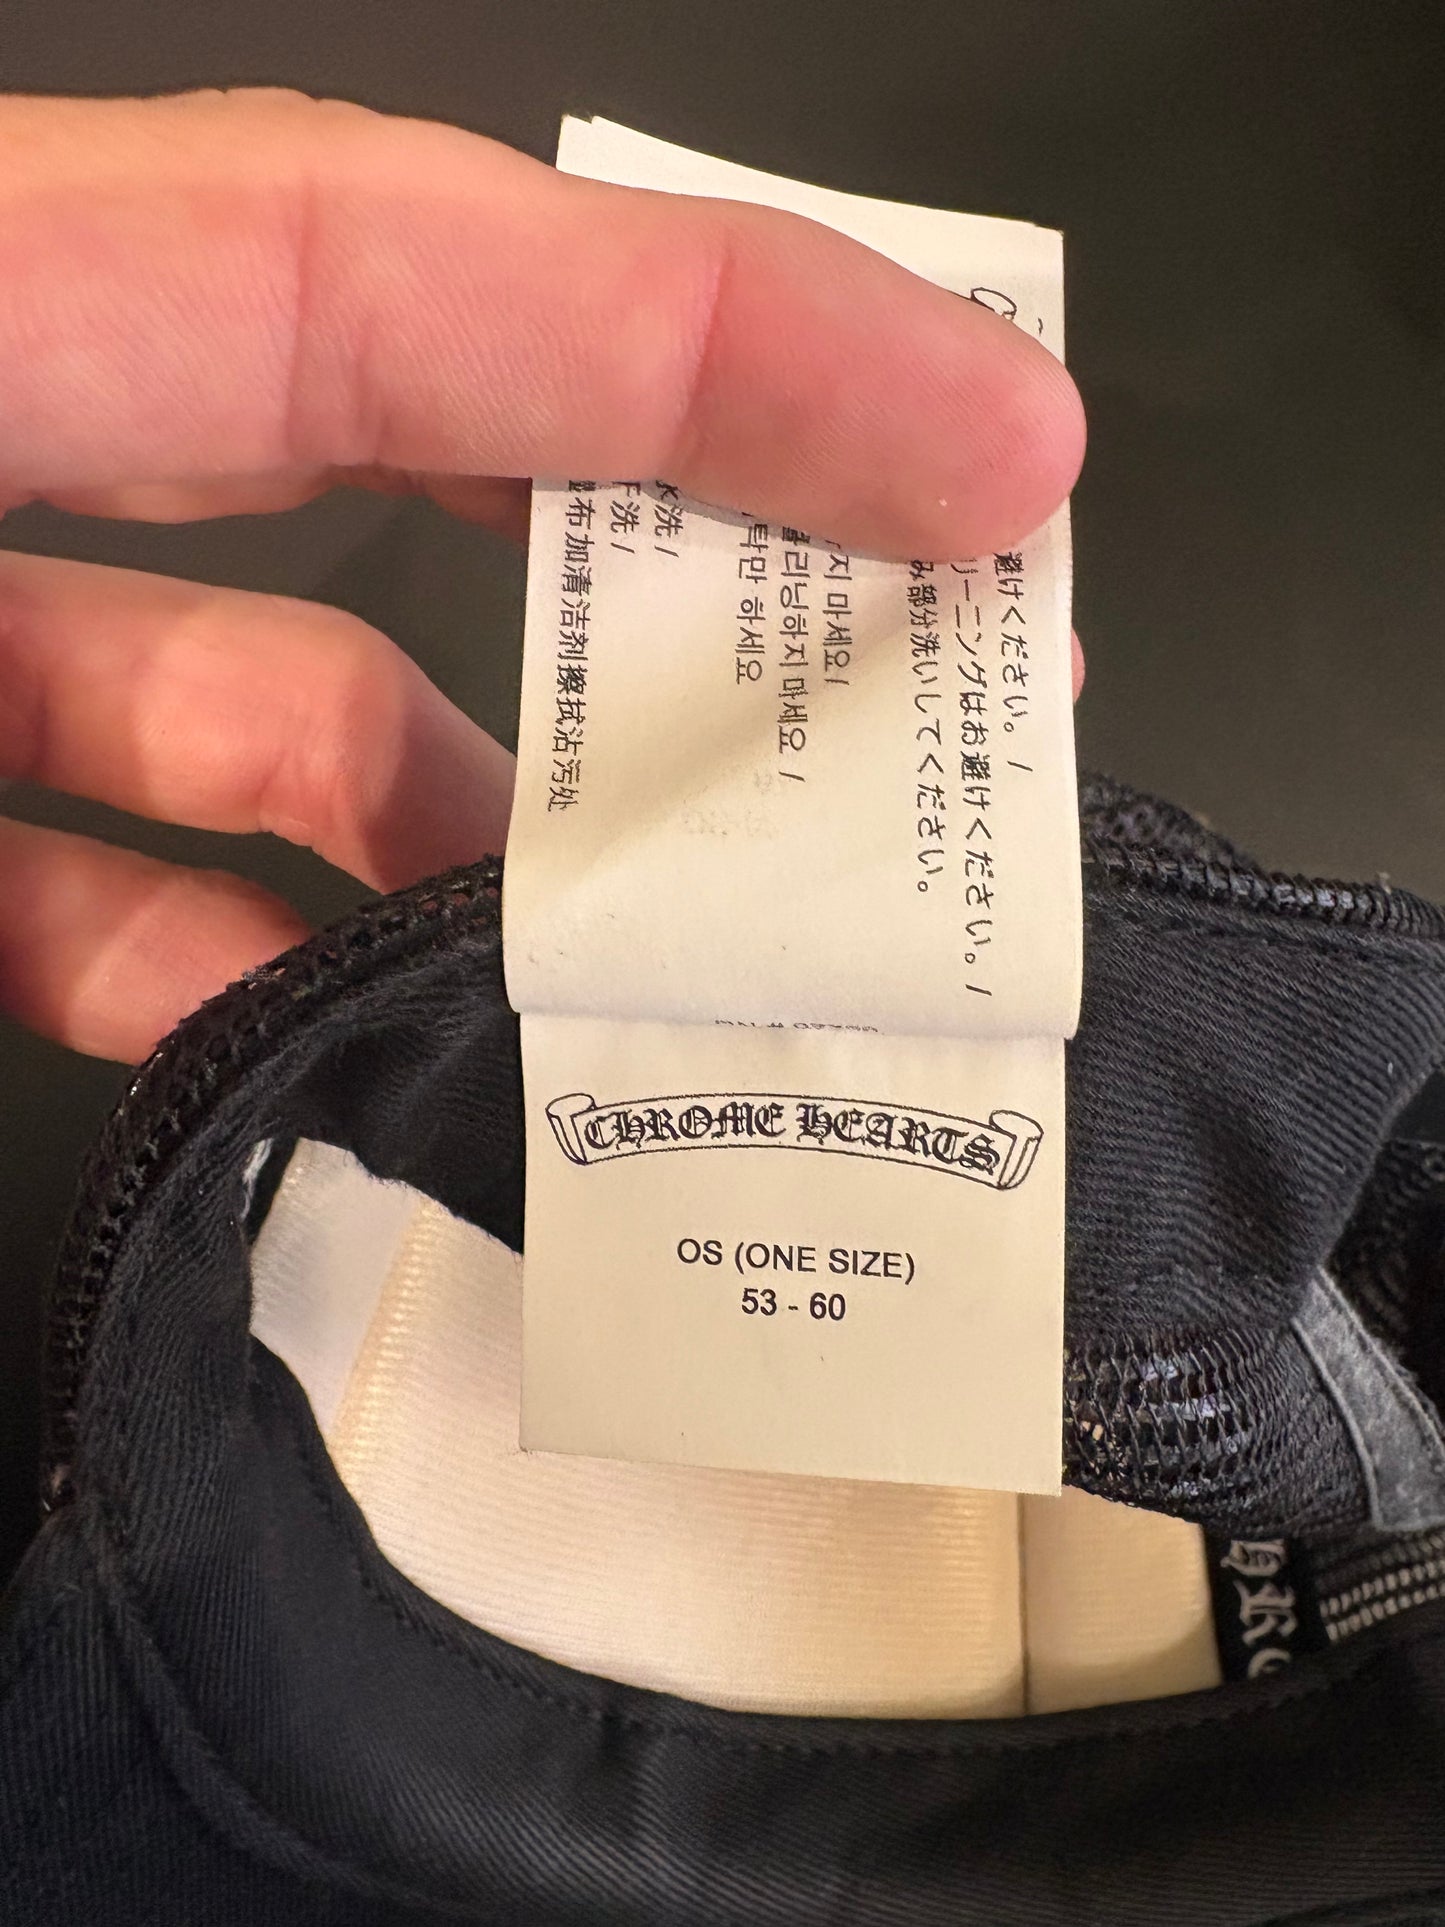 避けください。/
リーニングはお避けください。/
み部分洗いしてください。
지 마세요/
클리닝하지 마세요 /
탁만 하세요
水洗/
干洗/
布加清洁剂擦拭沾污处
CHROME HEARTS
OS (ONE SIZE)
53 - 60